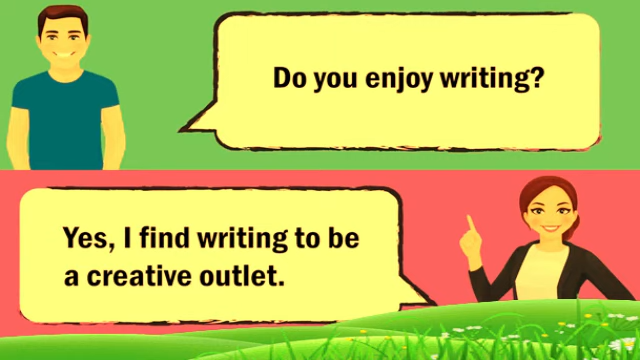 Do you enjoy writing?
Yes, I find writing to be
a creative outlet.